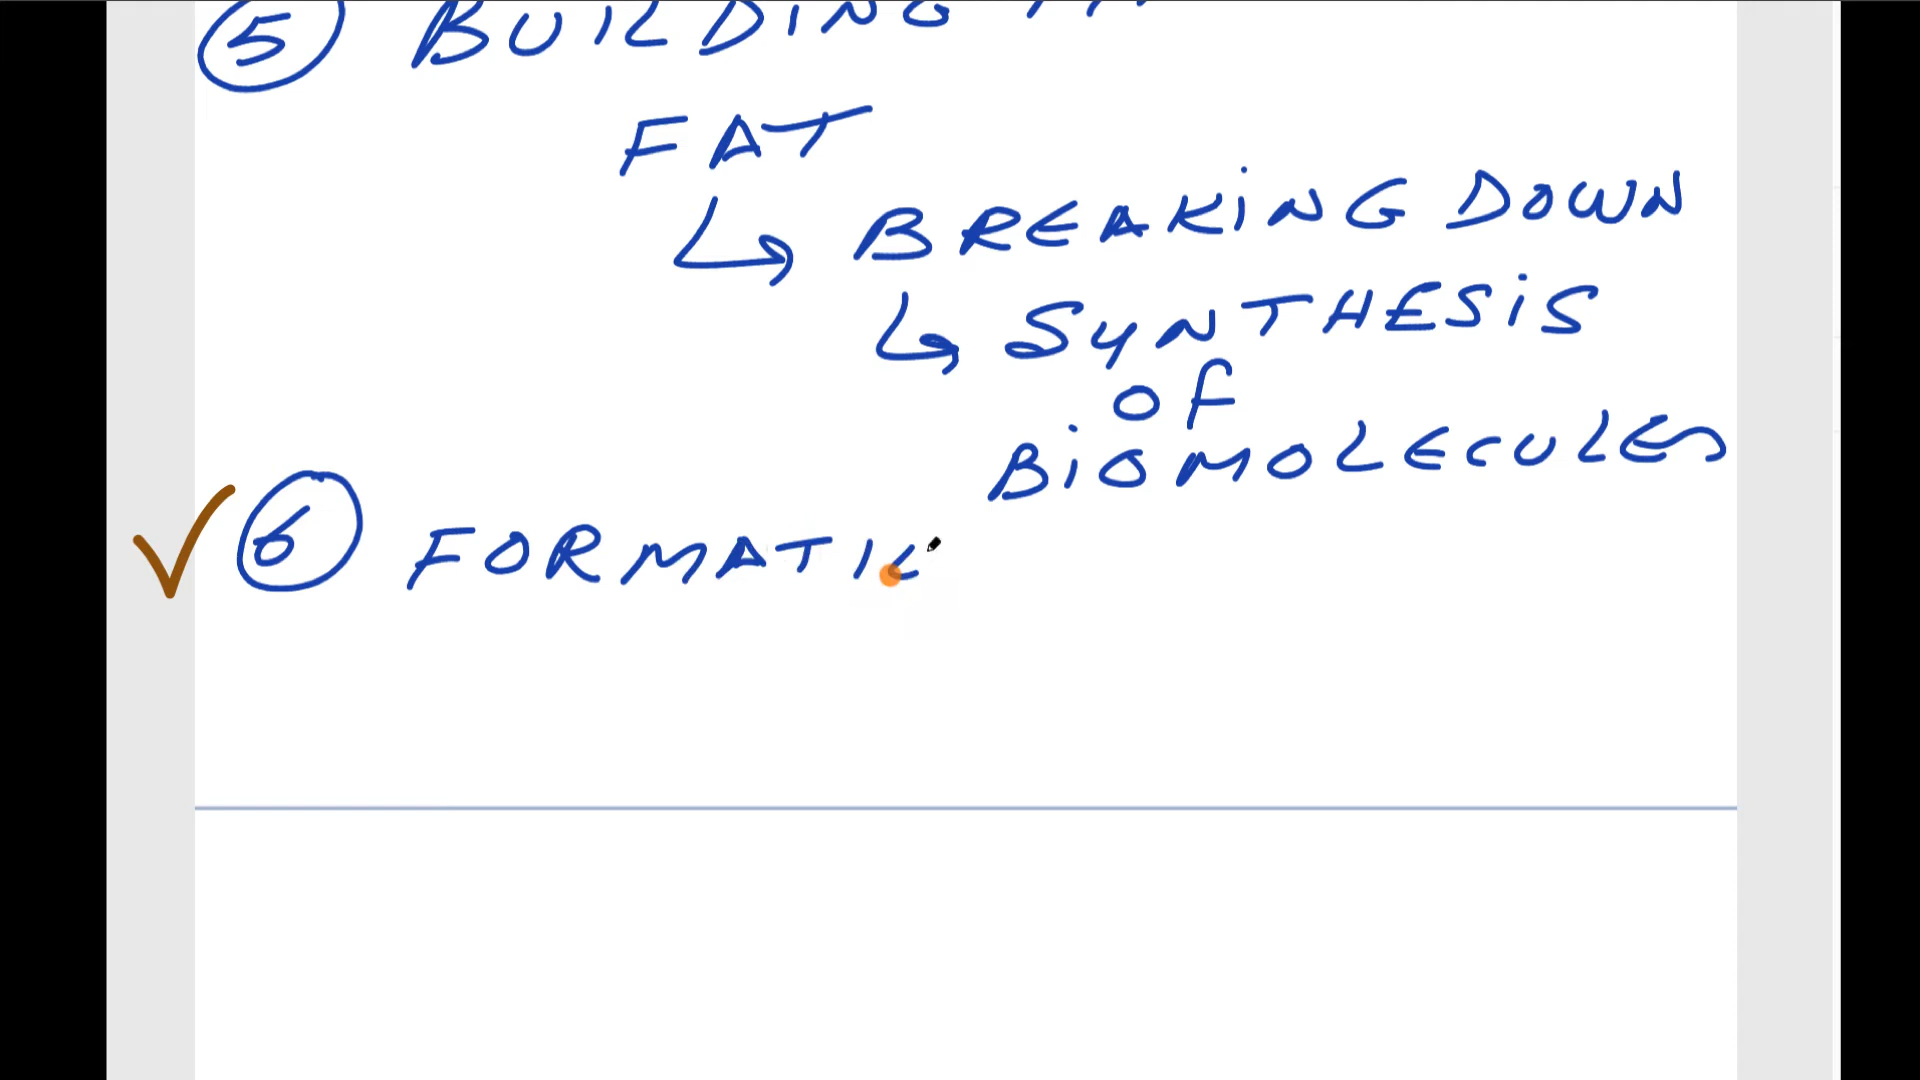 5 BUILDING
FAT
↳ BREAKING DOWN
↳ SYNTHESIS
OF
BIOMOLECULES
✓ 6 FORMATI